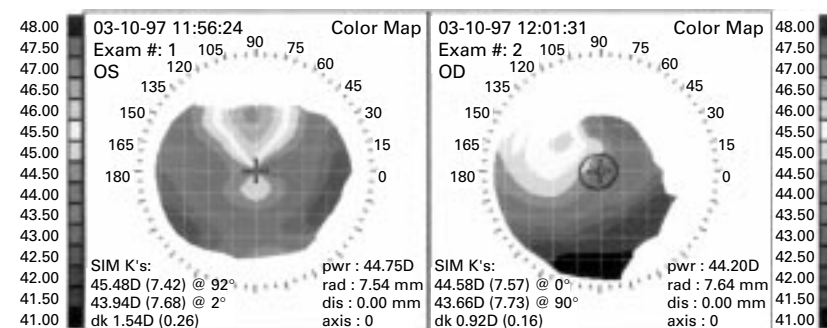 48.00
47.50
47.00
46.50
46.00
45.50
45.00
44.50
44.00
43.50
43.00
42.50
42.00
41.50
41.00
03-10-97 11:56:24 Color Map
Exam #: 1
OS
180
165
150
135
120
105
90
75
60
45
30
15
0
SIM K's:
45.48D (7.42) @ 92°
43.94D (7.68) @ 2°
dk 1.54D (0.26)
pwr : 44.75D
rad : 7.54 mm
dis : 0.00 mm
axis : 0
03-10-97 12:01:31 Color Map
Exam #: 2
OD
180
165
150
135
120
105
90
75
60
45
30
15
0
SIM K's:
44.58D (7.57) @ 0°
43.66D (7.73) @ 90°
dk 0.92D (0.16)
pwr : 44.20D
rad : 7.64 mm
dis : 0.00 mm
axis : 0
48.00
47.50
47.00
46.50
46.00
45.50
45.00
44.50
44.00
43.50
43.00
42.50
42.00
41.50
41.00